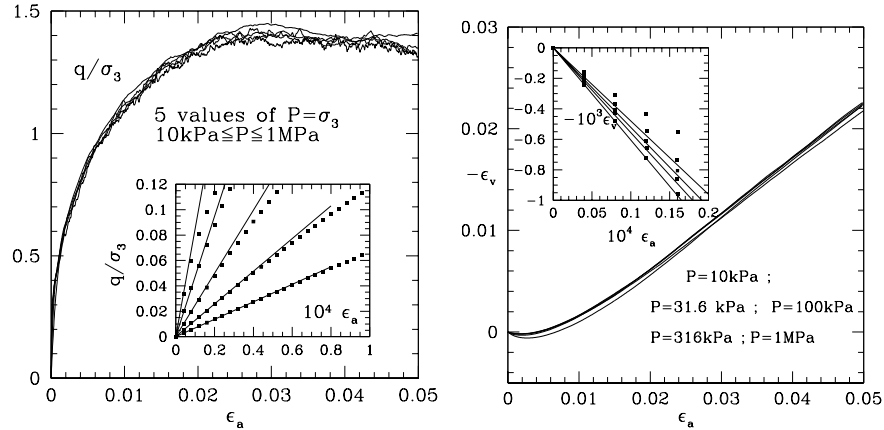 q/σ₃
5 values of P=σ₃
10kPa≦P≦1MPa
1.5
1
0.5
0
0 0.01 0.02 0.03 0.04 0.05
ϵₐ
q/σ₃
0.12
0.1
0.08
0.06
0.04
0.02
0
10⁴ ϵₐ
0 0.2 0.4 0.6 0.8 1
0.03
0.02
0.01
0
−ϵᵥ
0
−0.2
−0.4
−0.6
−0.8
−1
−10³ϵᵥ
0 0.05 0.1 0.15 0.2
10⁴ ϵₐ
P=10kPa ;
P=31.6 kPa ; P=100kPa
P=316kPa ; P=1MPa
0 0.01 0.02 0.03 0.04 0.05
ϵₐ